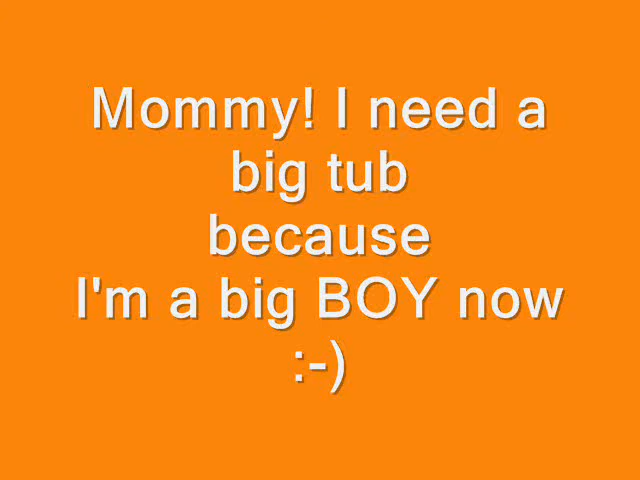 Mommy! I need a
big tub
because
I'm a big BOY now
:-)